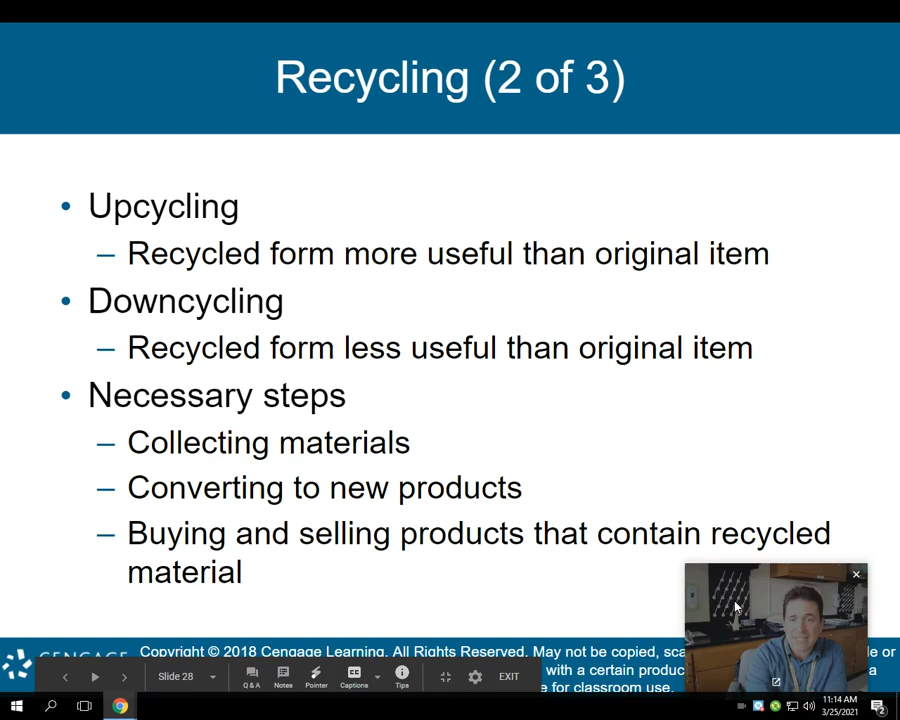 Recycling (2 of 3)
• Upcycling
– Recycled form more useful than original item
• Downcycling
– Recycled form less useful than original item
• Necessary steps
– Collecting materials
– Converting to new products
– Buying and selling products that contain recycled
material
CENGAGE
Copyright © 2018 Cengage Learning. All Rights Reserved. May not be copied, sca le or
with a certain produc a
e for classroom use.
Slide 28
Q & A
Notes
Pointer
Captions
Tips
EXIT
11:14 AM
3/25/2021
2